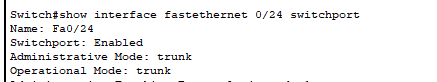 Switch#show interface fastethernet 0/24 switchport
Name: Fa0/24
Switchport: Enabled
Administrative Mode: trunk
Operational Mode: trunk